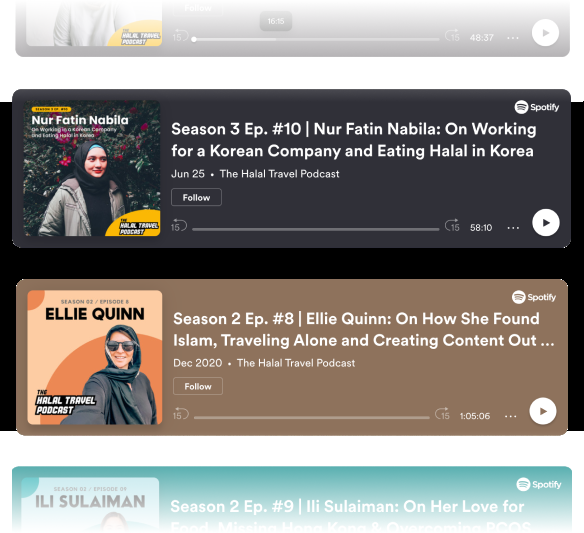 Follow
16:15
15
15
48:37
THE
HALAL TRAVEL
PODCAST
Spotify
Nur Fatin Nabila
On Working in a Korean Company
and Eating Halal in Korea
Season 3 Ep. #10 | Nur Fatin Nabila: On Working
for a Korean Company and Eating Halal in Korea
Jun 25 • The Halal Travel Podcast
Follow
THE
HALAL TRAVEL
PODCAST
15
15
58:10
Spotify
SEASON 02 / EPISODE 8
ELLIE QUINN
Season 2 Ep. #8 | Ellie Quinn: On How She Found
Islam, Traveling Alone and Creating Content Out ...
Dec 2020 • The Halal Travel Podcast
Follow
THE
HALAL TRAVEL
PODCAST
15
15
1:05:06
Spotify
SEASON 02 / EPISODE 09
ILI SULAIMAN
Season 2 Ep. #9 | Ili Sulaiman: On Her Love for
Food, Missing Hong Kong & Overcoming PCOS